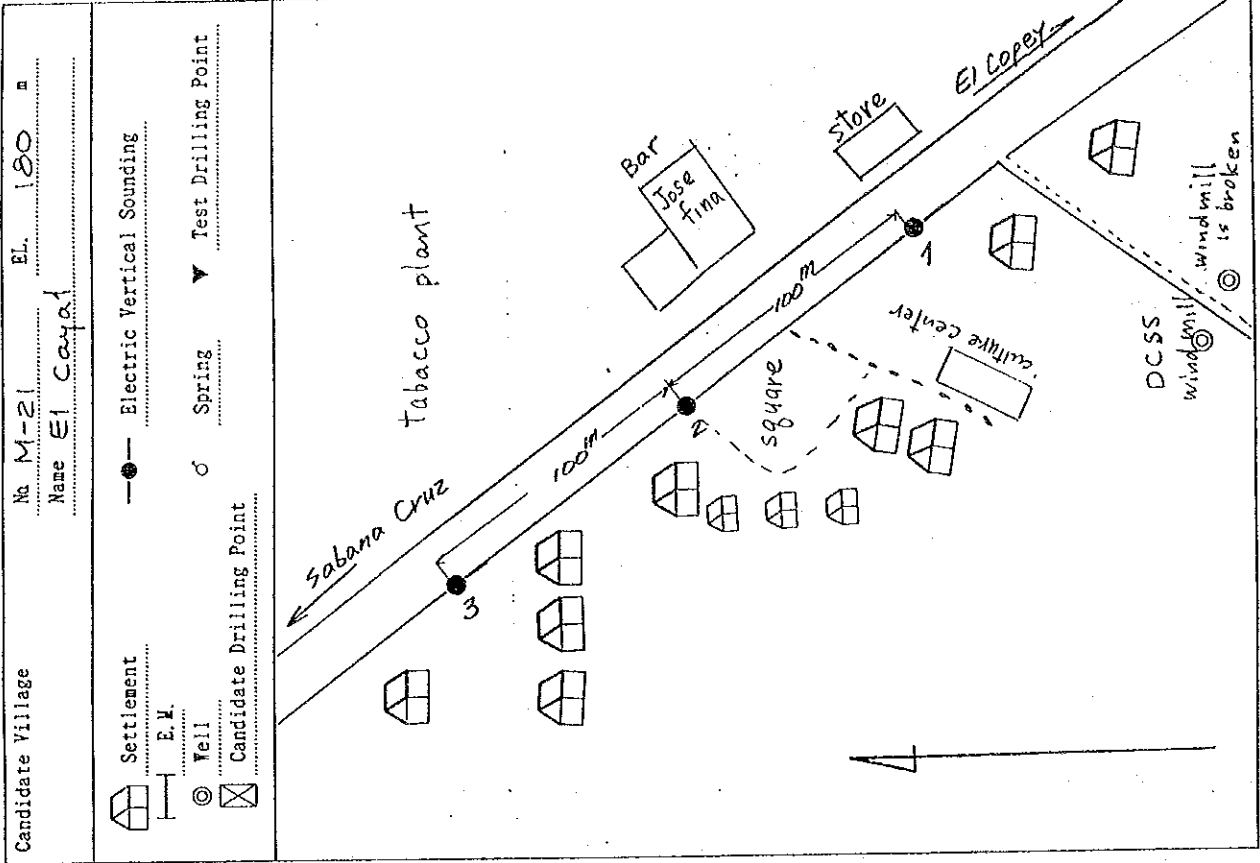 Candidate Village
No M-21 EL. 180 m
Name El Cayal
Settlement
E.M.
Well
Candidate Drilling Point
Electric Vertical Sounding
Spring
Test Drilling Point
Sabana Cruz
tabacco plant
Bar
Jose
fina
store
El Copey
100m
100m
3
2
1
square
culture center
DCSS
windmill
windmill
is broken